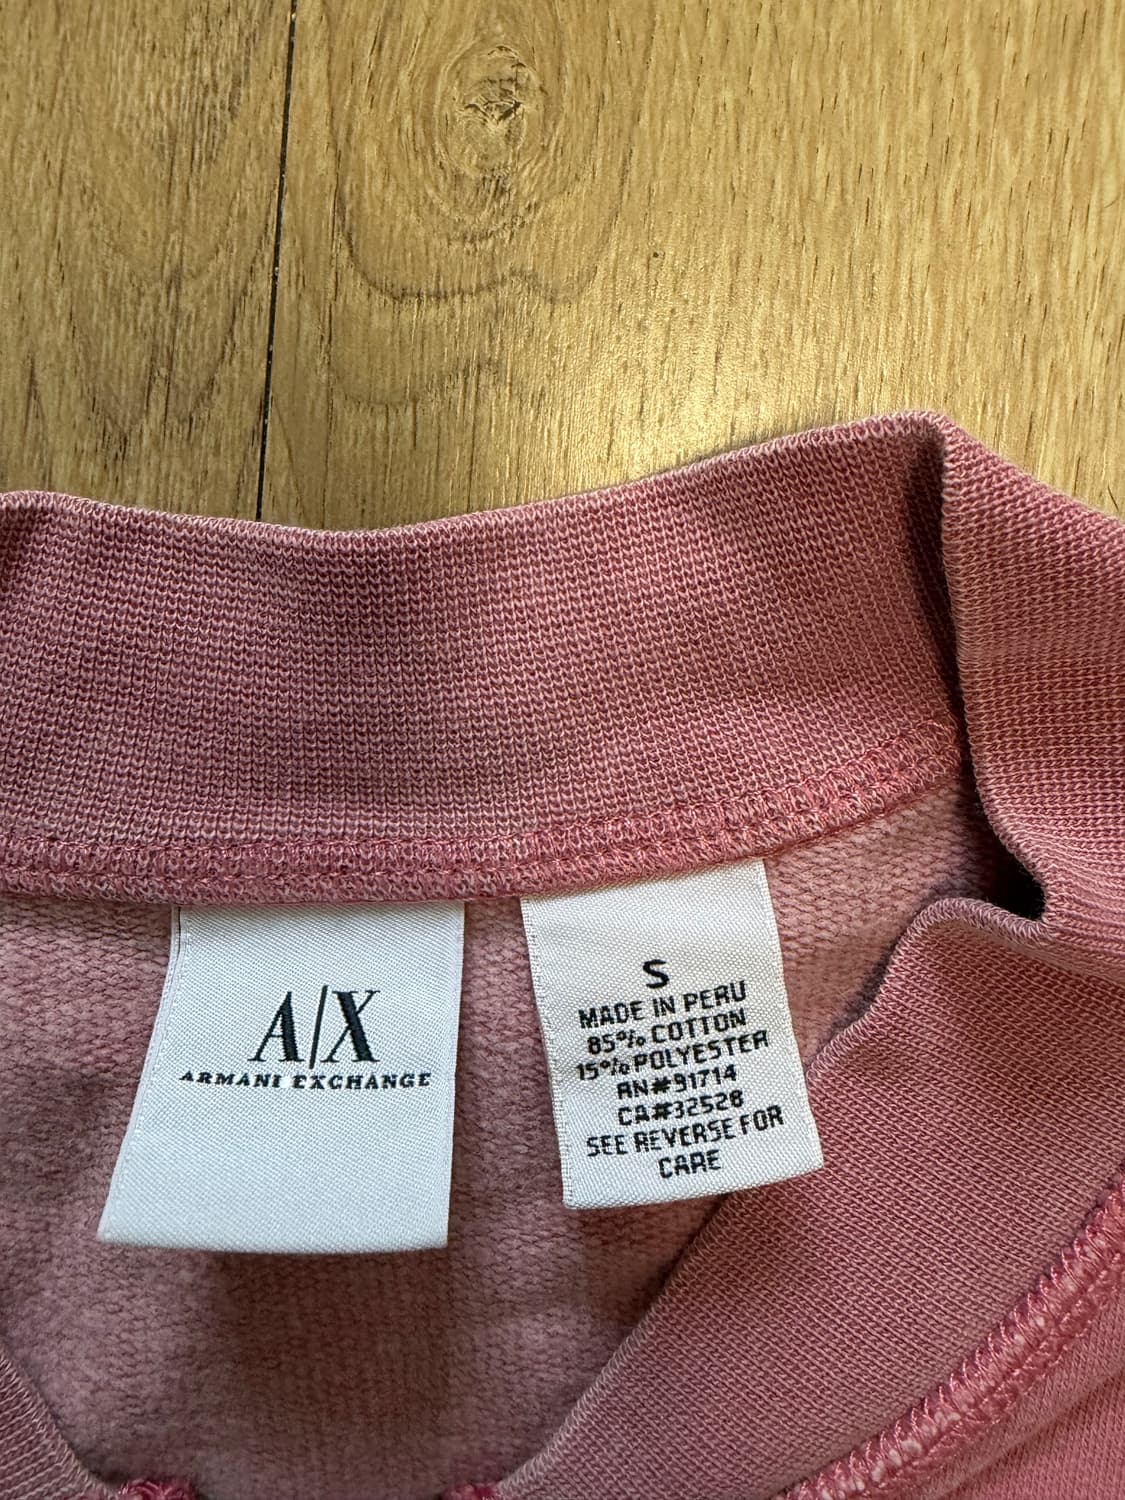 A|X
ARMANI EXCHANGE
S
MADE IN PERU
85% COTTON
15% POLYESTER
RN#91714
CA#32528
SEE REVERSE FOR
CARE